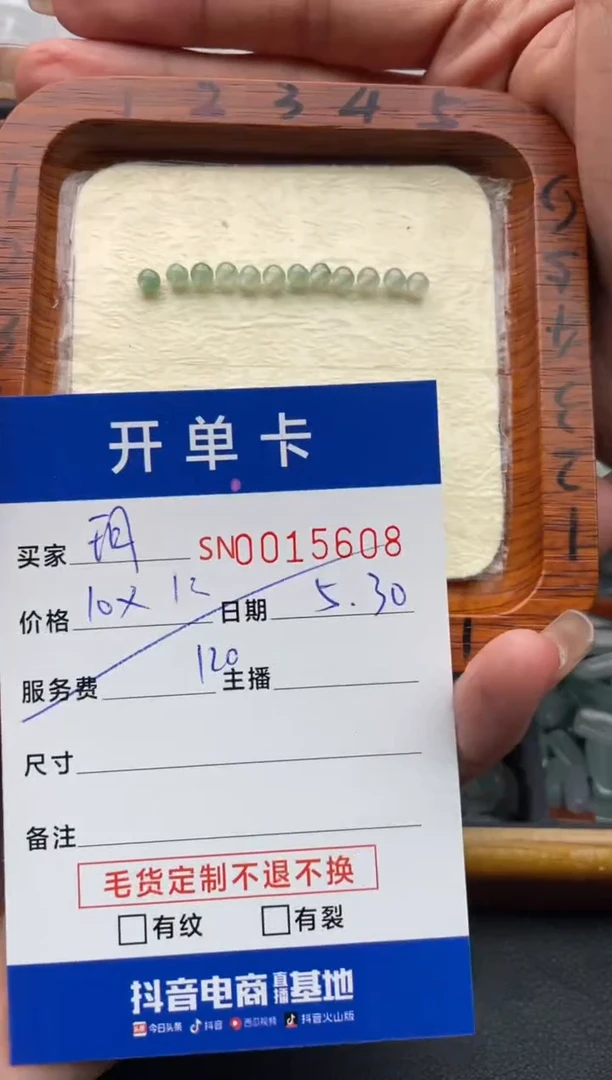 1 2 3 4 5
开单卡
买家 玥 SN0015608
价格 10X 12 日期 5.30
服务费 120 主播
尺寸
备注
毛货定制不退不换
有纹 有裂
抖音电商直播基地
今日头条 抖音 西瓜视频 抖音火山版